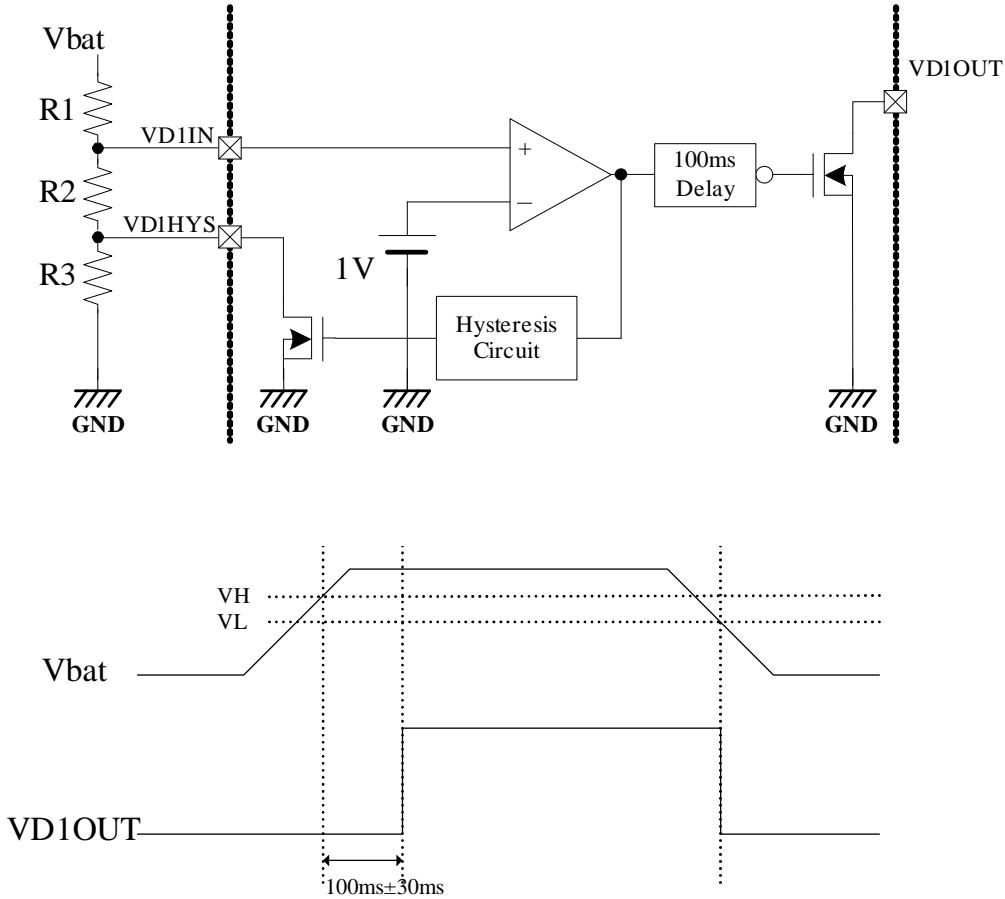 Vbat
VD1OUT
R1
VD1IN
+
100ms
Delay
R2
−
VD1HYS
1V
R3
Hysteresis
Circuit
GND
GND
GND
GND
VH
VL
Vbat
VD1OUT
100ms±30ms